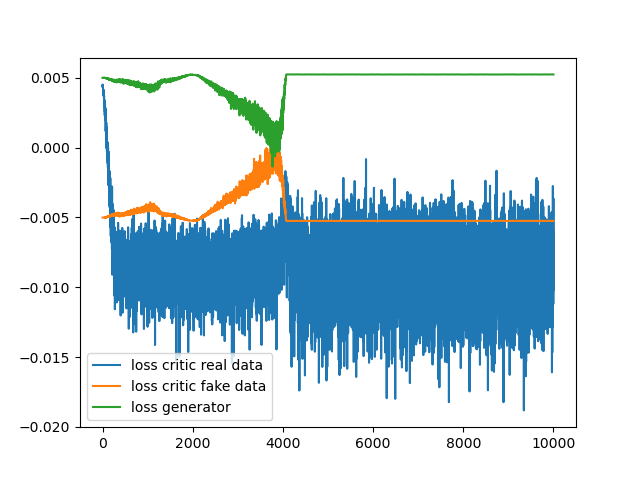 0.005
0.000
−0.005
−0.010
−0.015
−0.020
loss critic real data
loss critic fake data
loss generator
0 2000 4000 6000 8000 10000